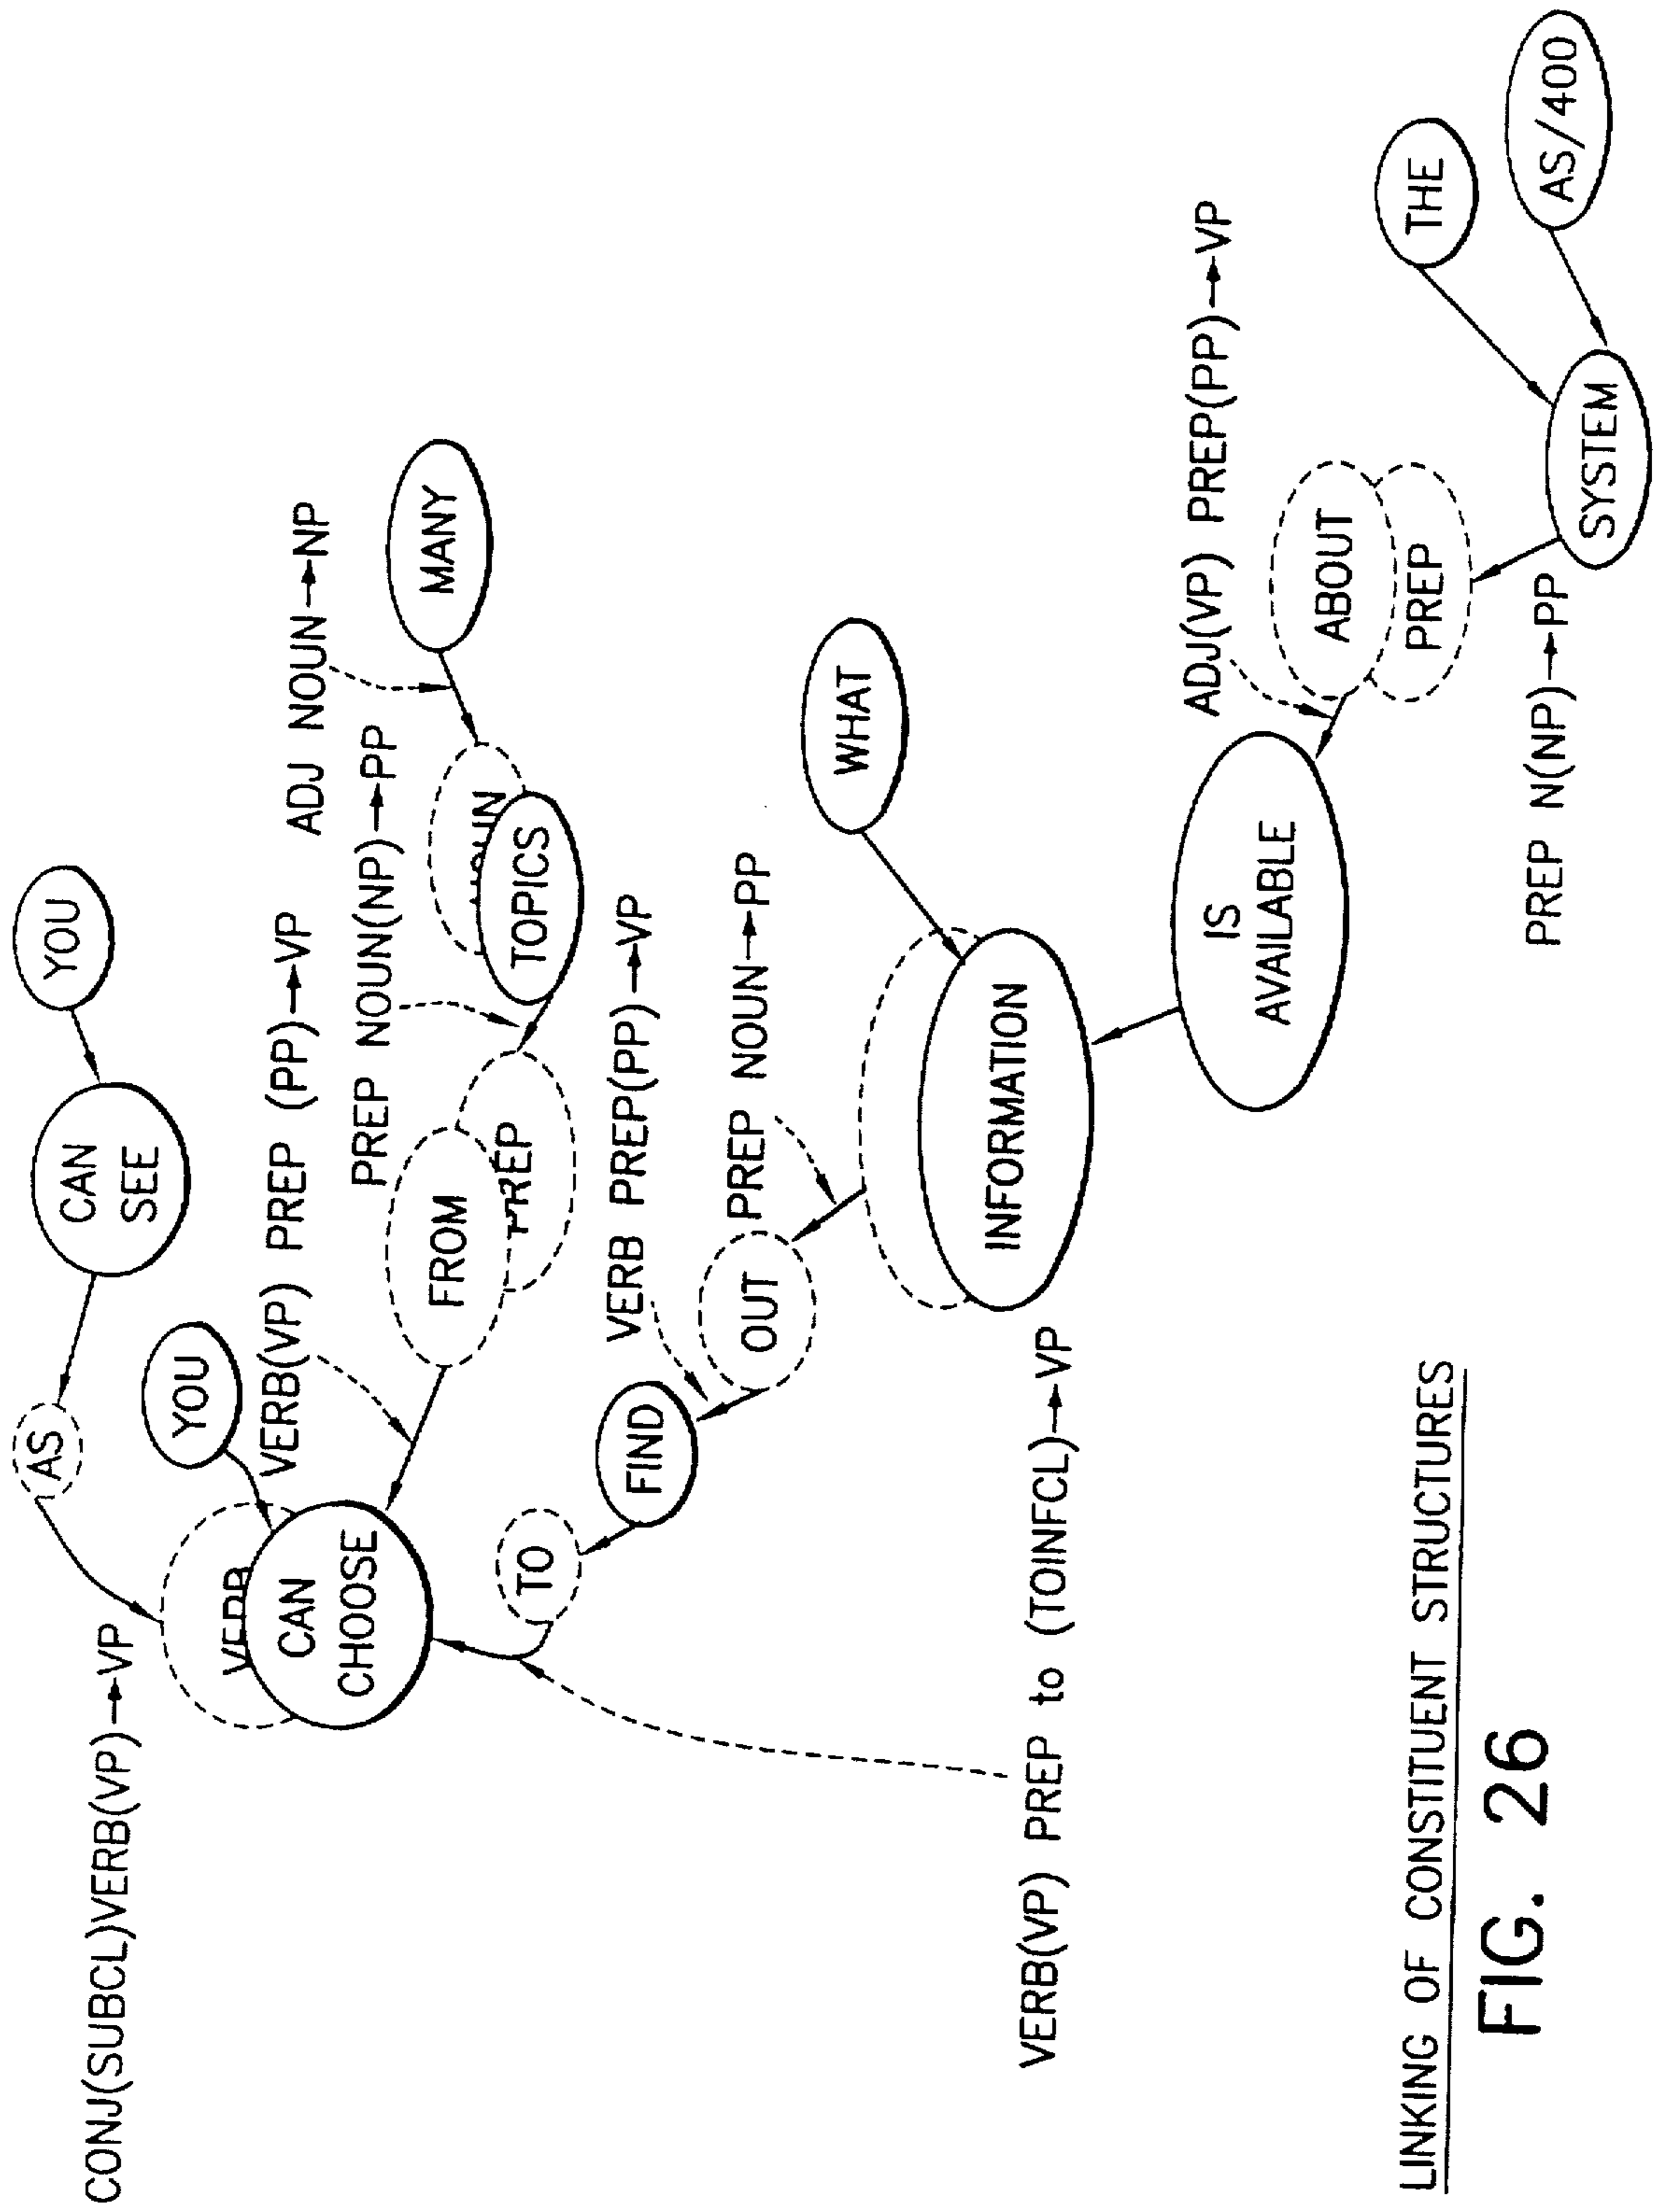 CONJ(SUBCL)VERB(VP)→VP
AS
CAN
SEE
YOU
YOU
VERB
CAN
CHOOSE
VERB(VP) PREP (PP)→VP
ADJ NOUN→NP
PREP NOUN(NP)→PP
FROM
PREP
NOUN
TOPICS
MANY
TO
FIND
VERB PREP(PP)→VP
OUT
PREP NOUN→PP
WHAT
INFORMATION
VERB(VP) PREP to (TOINFCL)→VP
IS
AVAILABLE
ADJ(VP) PREP(PP)→VP
ABOUT
PREP
THE
AS/400
SYSTEM
PREP N(NP)→PP
LINKING OF CONSTITUENT STRUCTURES
FIG. 26